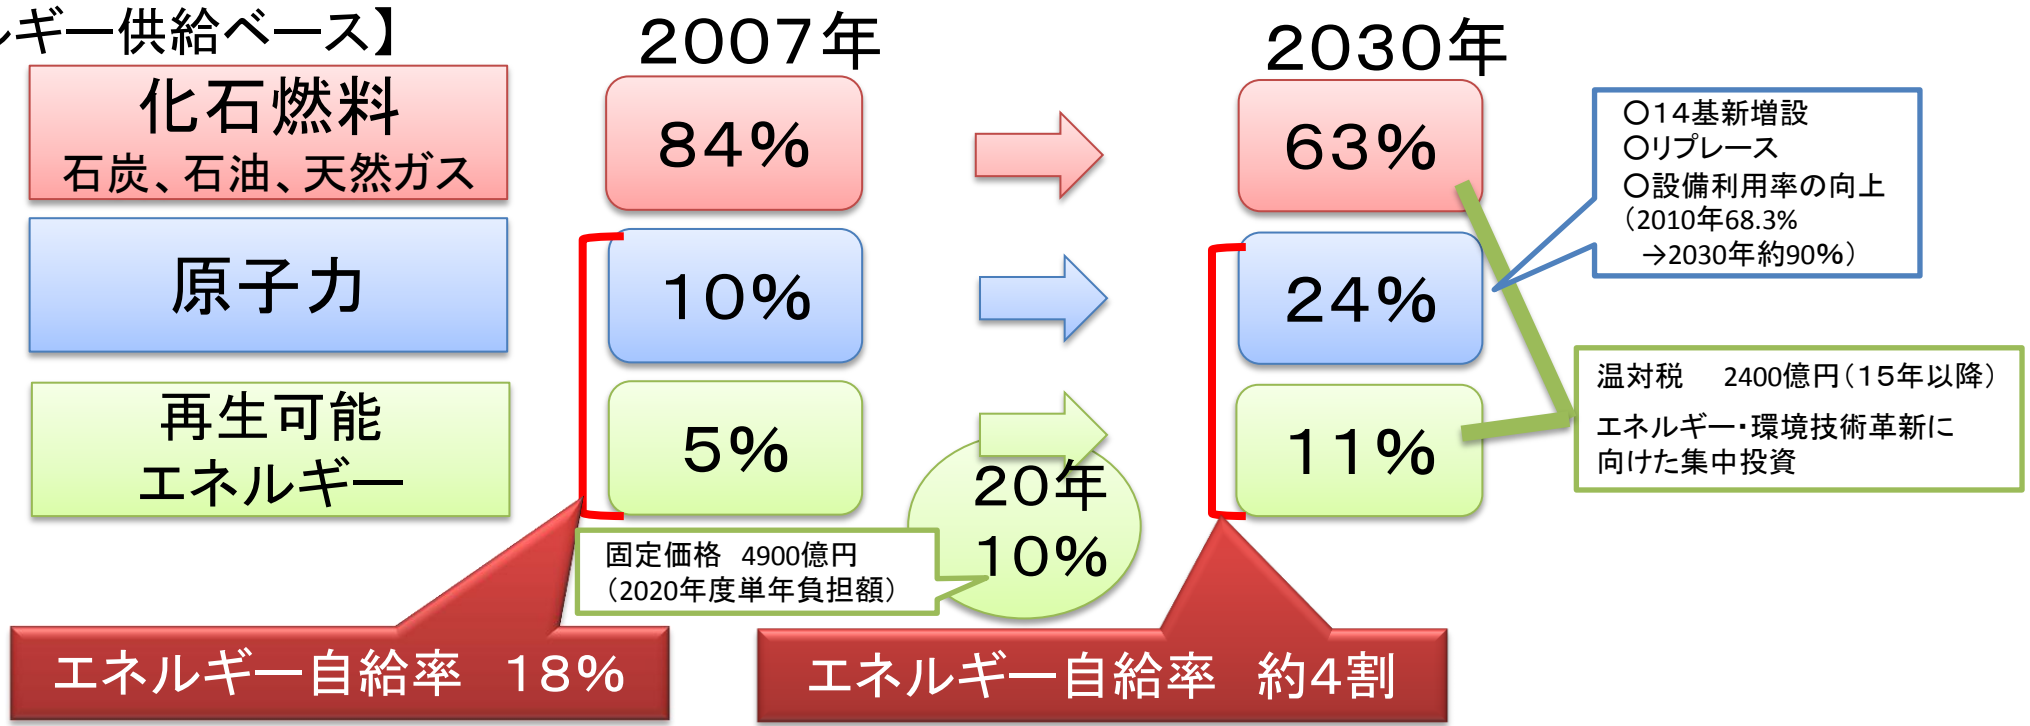 ルギー供給ベース】
2007年
2030年
化石燃料
石炭、石油、天然ガス
84%
63%
○14基新増設
○リプレース
○設備利用率の向上
（2010年68.3%
→2030年約90%）
原子力
10%
24%
再生可能
エネルギー
5%
20年
10%
11%
温対税 2400億円（15年以降）
エネルギー・環境技術革新に
向けた集中投資
固定価格 4900億円
（2020年度単年負担額）
エネルギー自給率 18%
エネルギー自給率 約4割